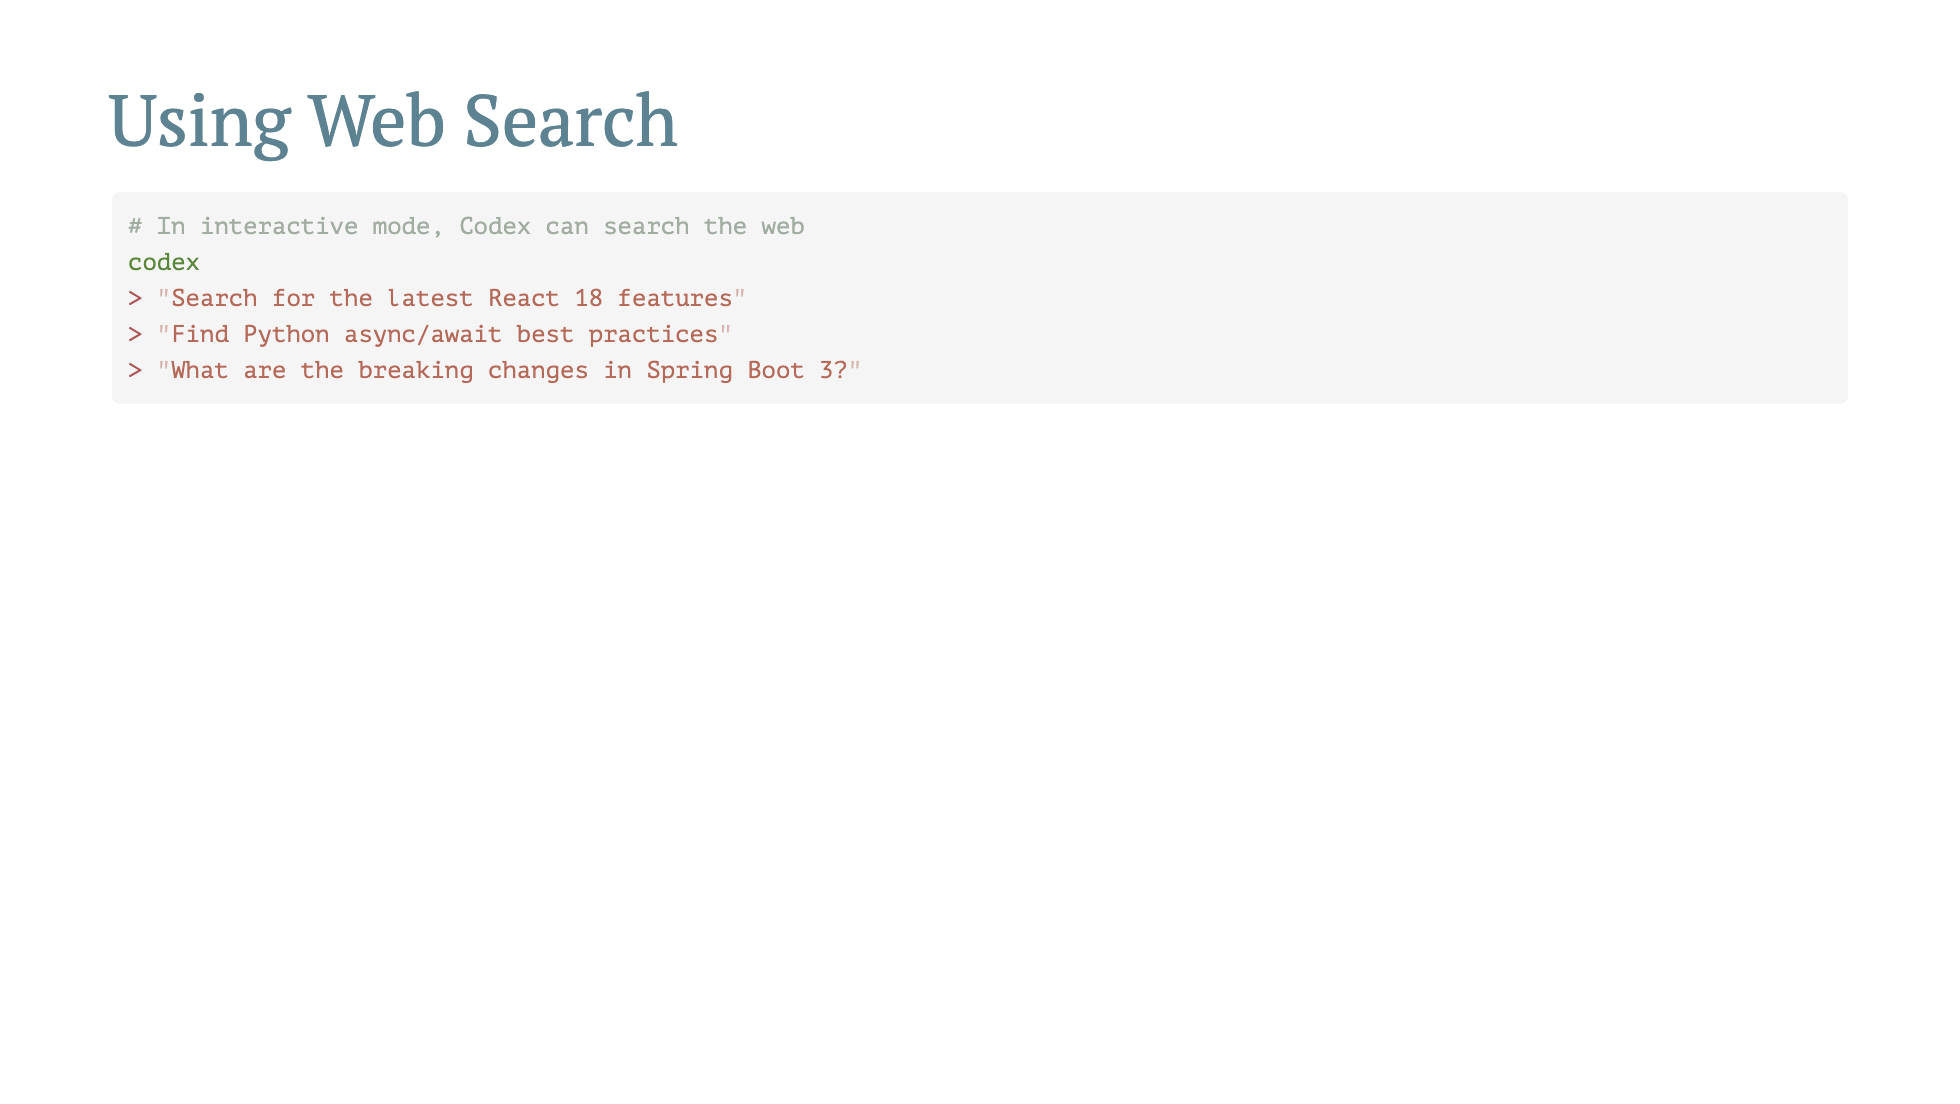 Using Web Search
# In interactive mode, Codex can search the web
codex
> "Search for the latest React 18 features"
> "Find Python async/await best practices"
> "What are the breaking changes in Spring Boot 3?"